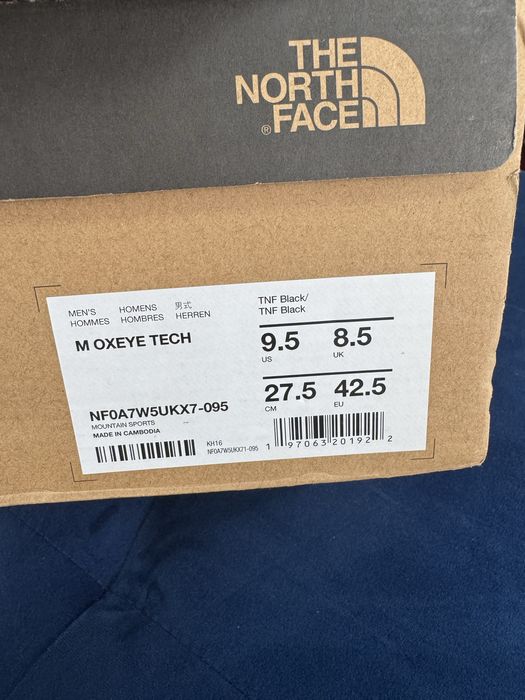 THE
NORTH
FACE
®
MEN'S HOMENS 男式
HOMMES HOMBRES HERREN
M OXEYE TECH
NF0A7W5UKX7-095
MOUNTAIN SPORTS
MADE IN CAMBODIA
KH16
NF0A7W5UKX71-095
TNF Black/
TNF Black
9.5 8.5
US UK
27.5 42.5
CM EU
1 97063 20192 2